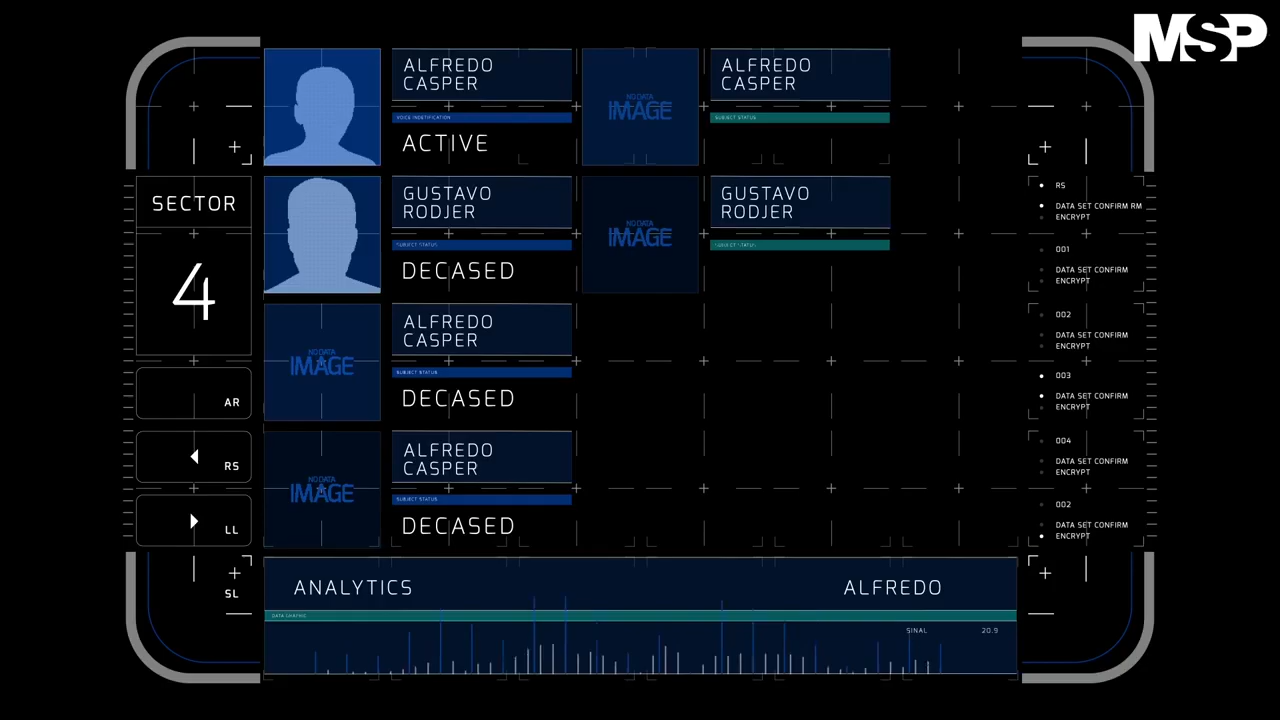 MSP
ALFREDO
CASPER
VOICE INDETIFICATION
ACTIVE
NO DATA
IMAGE
ALFREDO
CASPER
SUBJECT STATUS
SECTOR
4
GUSTAVO
RODJER
SUBJECT STATUS
DECASED
NO DATA
IMAGE
GUSTAVO
RODJER
SUBJECT STATUS
NO DATA
IMAGE
ALFREDO
CASPER
SUBJECT STATUS
DECASED
NO DATA
IMAGE
ALFREDO
CASPER
SUBJECT STATUS
DECASED
AR
RS
LL
SL
RS
DATA SET CONFIRM RM
ENCRYPT
001
DATA SET CONFIRM
ENCRYPT
002
DATA SET CONFIRM
ENCRYPT
003
DATA SET CONFIRM
ENCRYPT
004
DATA SET CONFIRM
ENCRYPT
002
DATA SET CONFIRM
ENCRYPT
ANALYTICS
ALFREDO
DATA GRAPHIC
SINAL 20.9